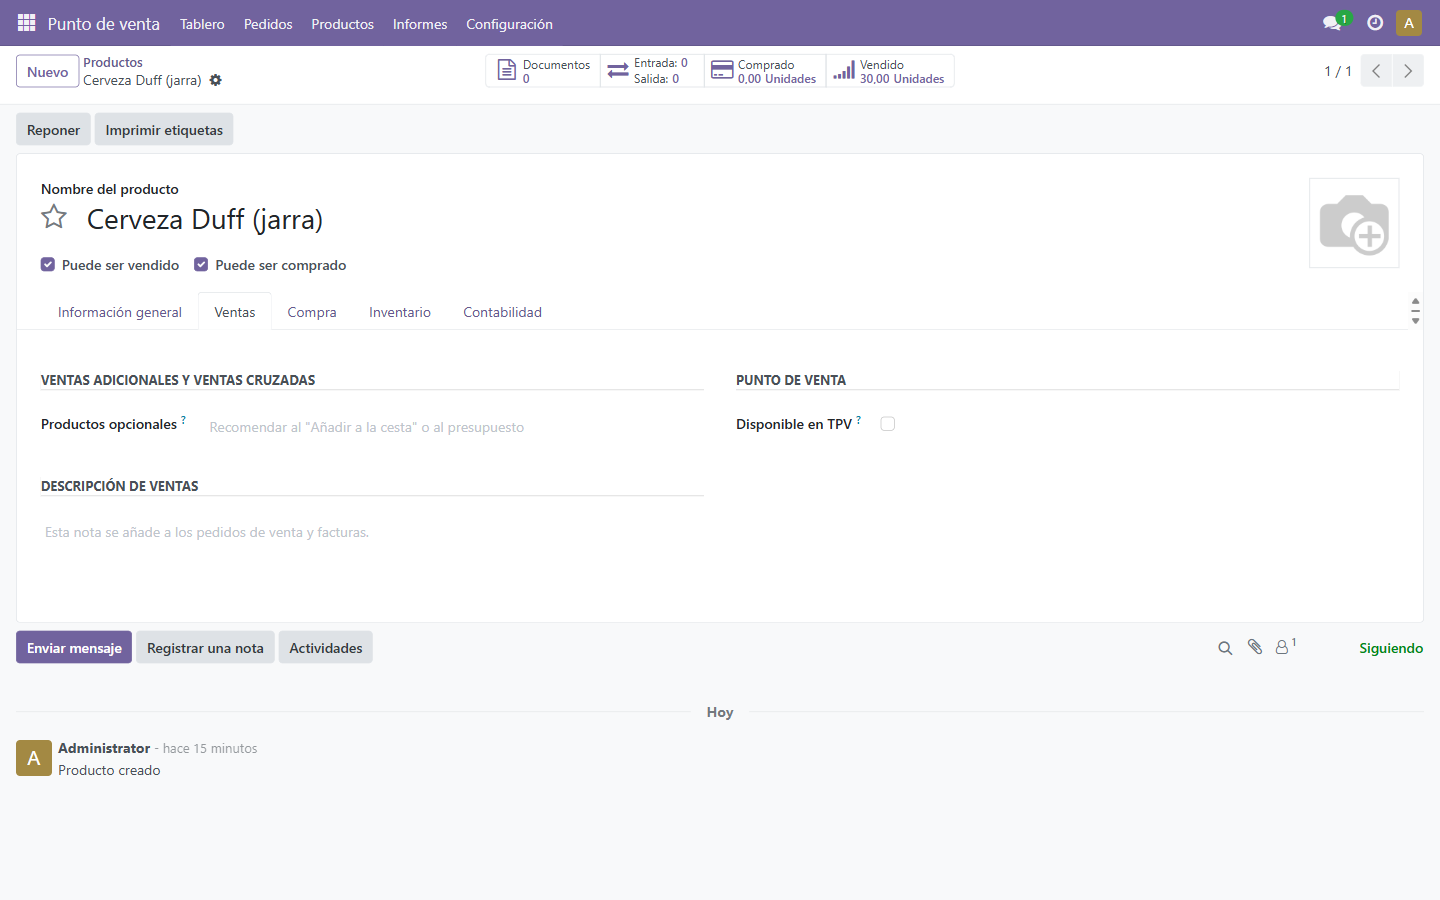 Punto de venta Tablero Pedidos Productos Informes Configuración 1 A
Nuevo Productos
Cerveza Duff (jarra)
Documentos
0
Entrada: 0
Salida: 0
Comprado
0,00 Unidades
Vendido
30,00 Unidades
1 / 1
Reponer Imprimir etiquetas
Nombre del producto
Cerveza Duff (jarra)
Puede ser vendido Puede ser comprado
Información general Ventas Compra Inventario Contabilidad
VENTAS ADICIONALES Y VENTAS CRUZADAS
Productos opcionales ? Recomendar al "Añadir a la cesta" o al presupuesto
PUNTO DE VENTA
Disponible en TPV ?
DESCRIPCIÓN DE VENTAS
Esta nota se añade a los pedidos de venta y facturas.
Enviar mensaje Registrar una nota Actividades 1 Siguiendo
Hoy
A Administrator - hace 15 minutos
Producto creado